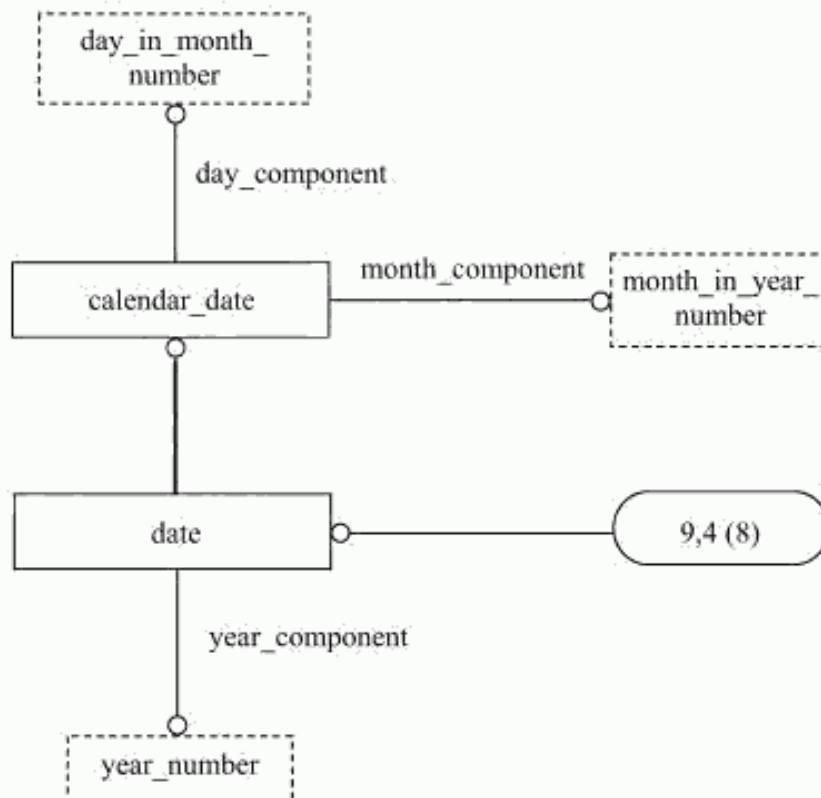 day_in_month_
number
day_component
month_component
calendar_date
month_in_year_
number
date
9,4 (8)
year_component
year_number